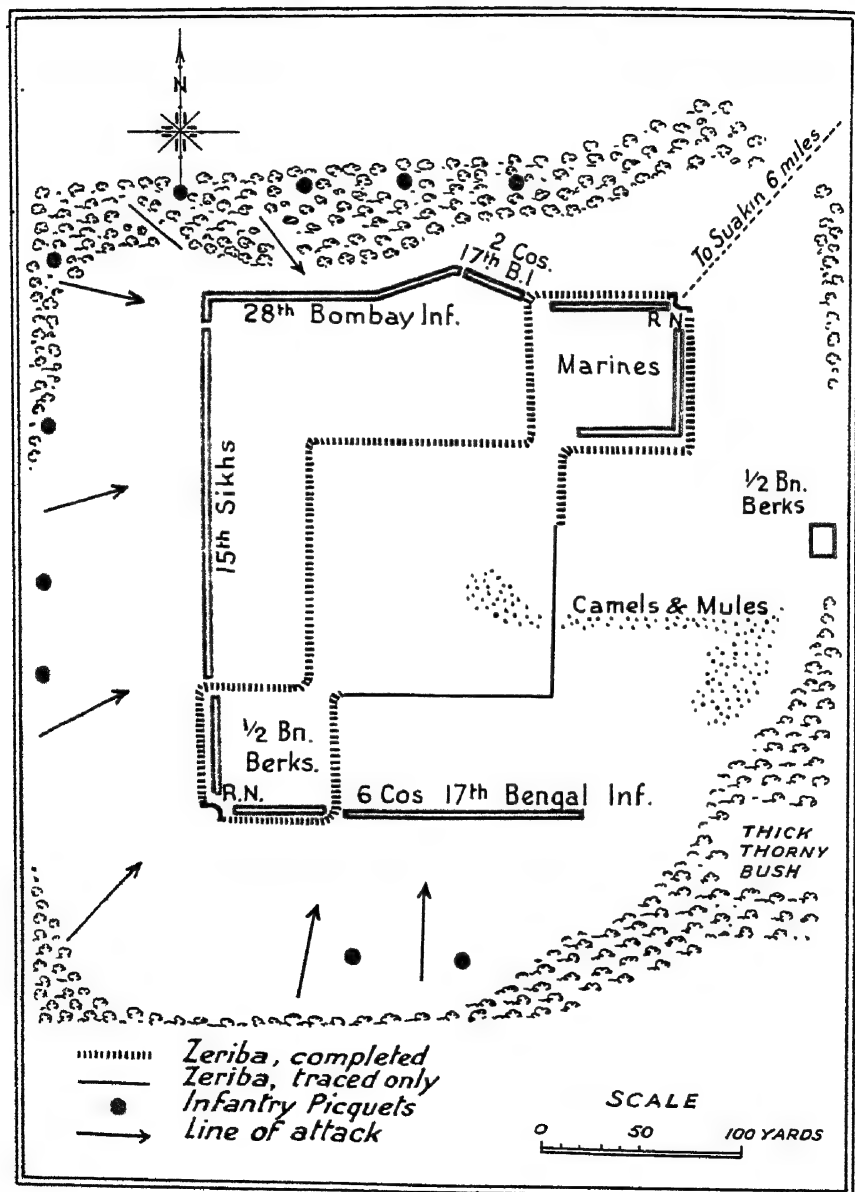 N
To Suakin 6 miles
2 Cos.
17th B.I
28th Bombay Inf.
R N
Marines
15th Sikhs
1/2 Bn.
Berks
Camels & Mules
1/2 Bn.
Berks.
R.N.
6 Cos 17th Bengal Inf.
THICK
THORNY
BUSH
Zeriba, completed
Zeriba, traced only
Infantry Picquets
Line of attack
SCALE
0 50 100 YARDS